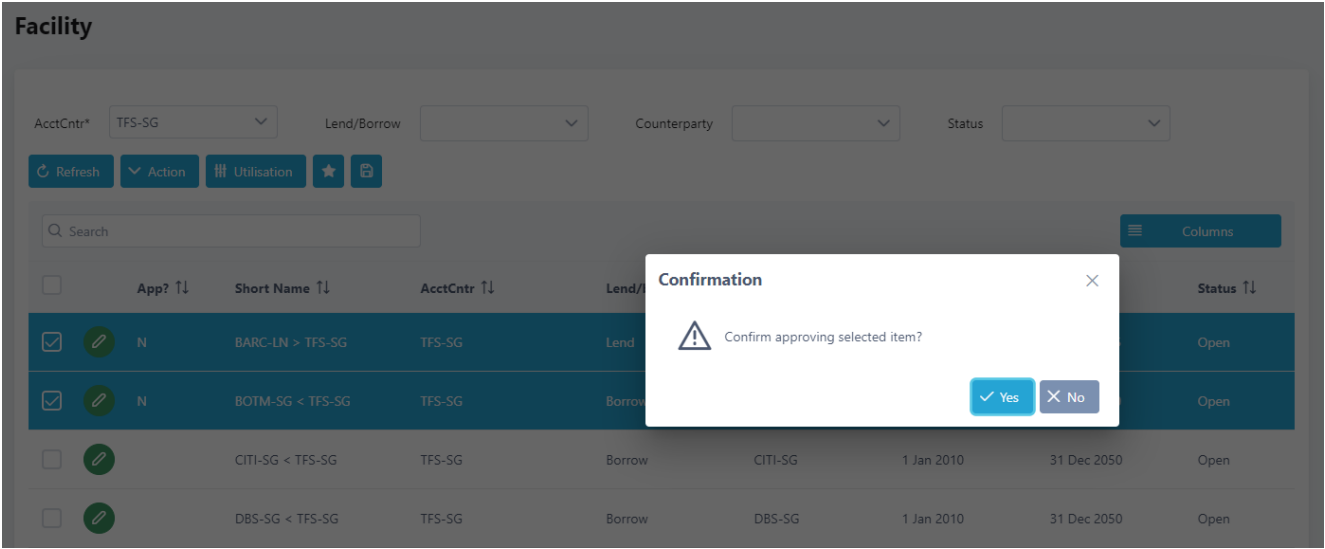 Facility
AcctCntr* TFS-SG Lend/Borrow Counterparty Status
Refresh Action Utilisation
Search Columns
App? Short Name AcctCntr Status
Confirmation
Confirm approving selected item?
Yes No
N BARC-LN > TFS-SG TFS-SG Lend Open
N BOTM-SG < TFS-SG TFS-SG Open
CITI-SG < TFS-SG TFS-SG Borrow CITI-SG 1 Jan 2010 31 Dec 2050 Open
DBS-SG < TFS-SG TFS-SG Borrow DBS-SG 1 Jan 2010 31 Dec 2050 Open